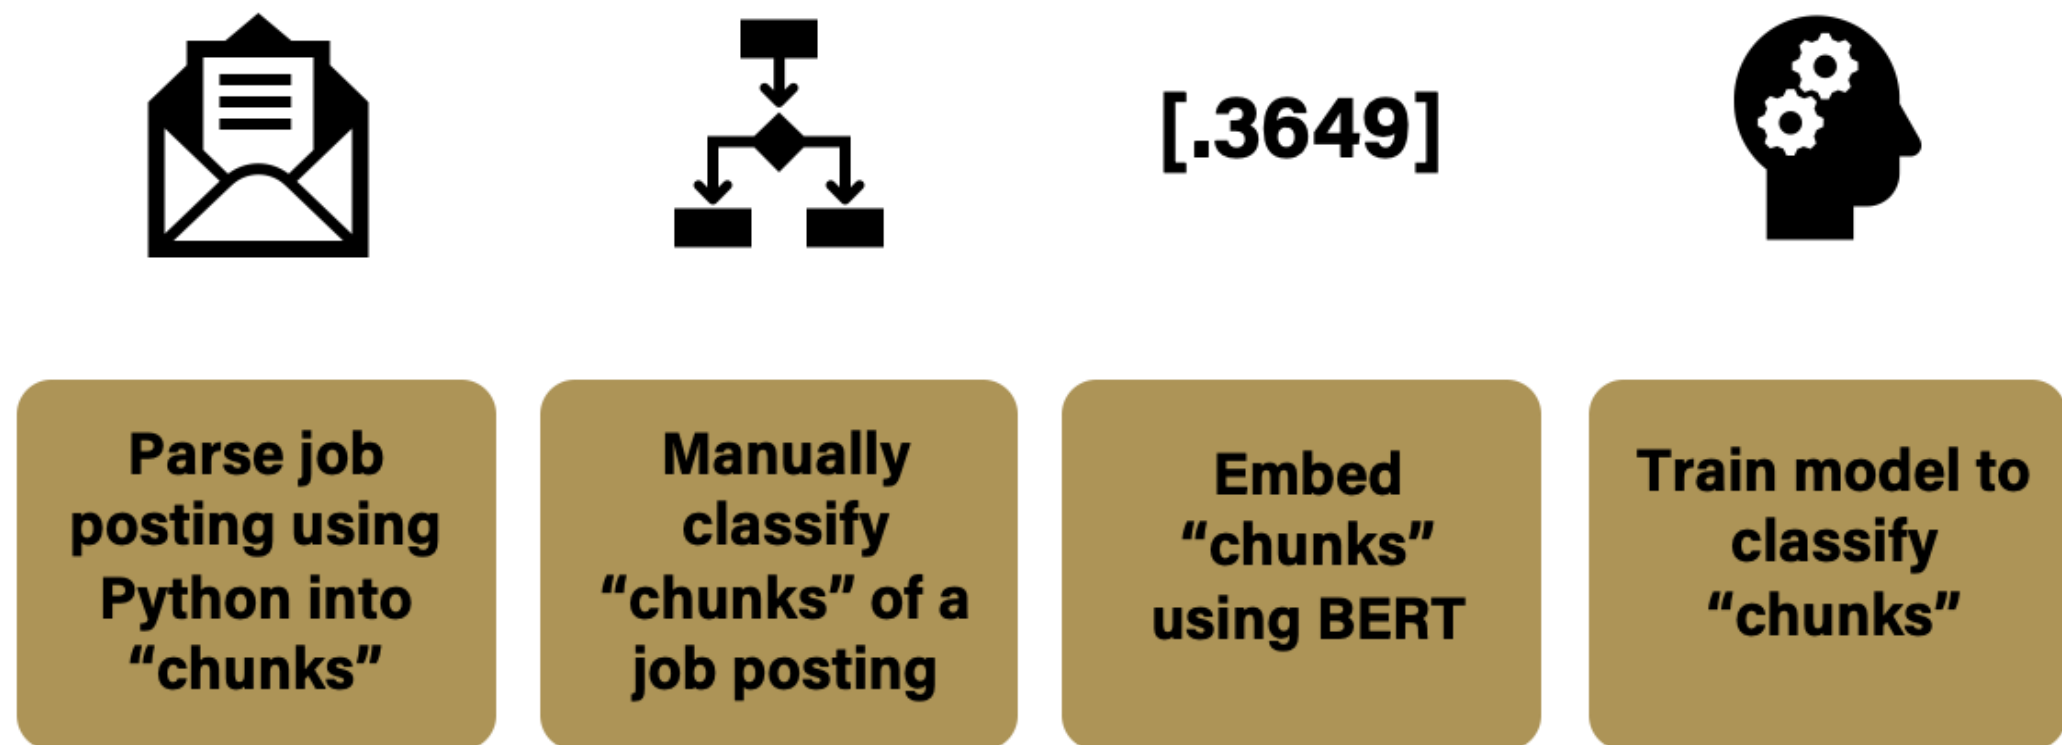 [.3649]
Parse job
posting using
Python into
“chunks”
Manually
classify
“chunks” of a
job posting
Embed
“chunks”
using BERT
Train model to
classify
“chunks”